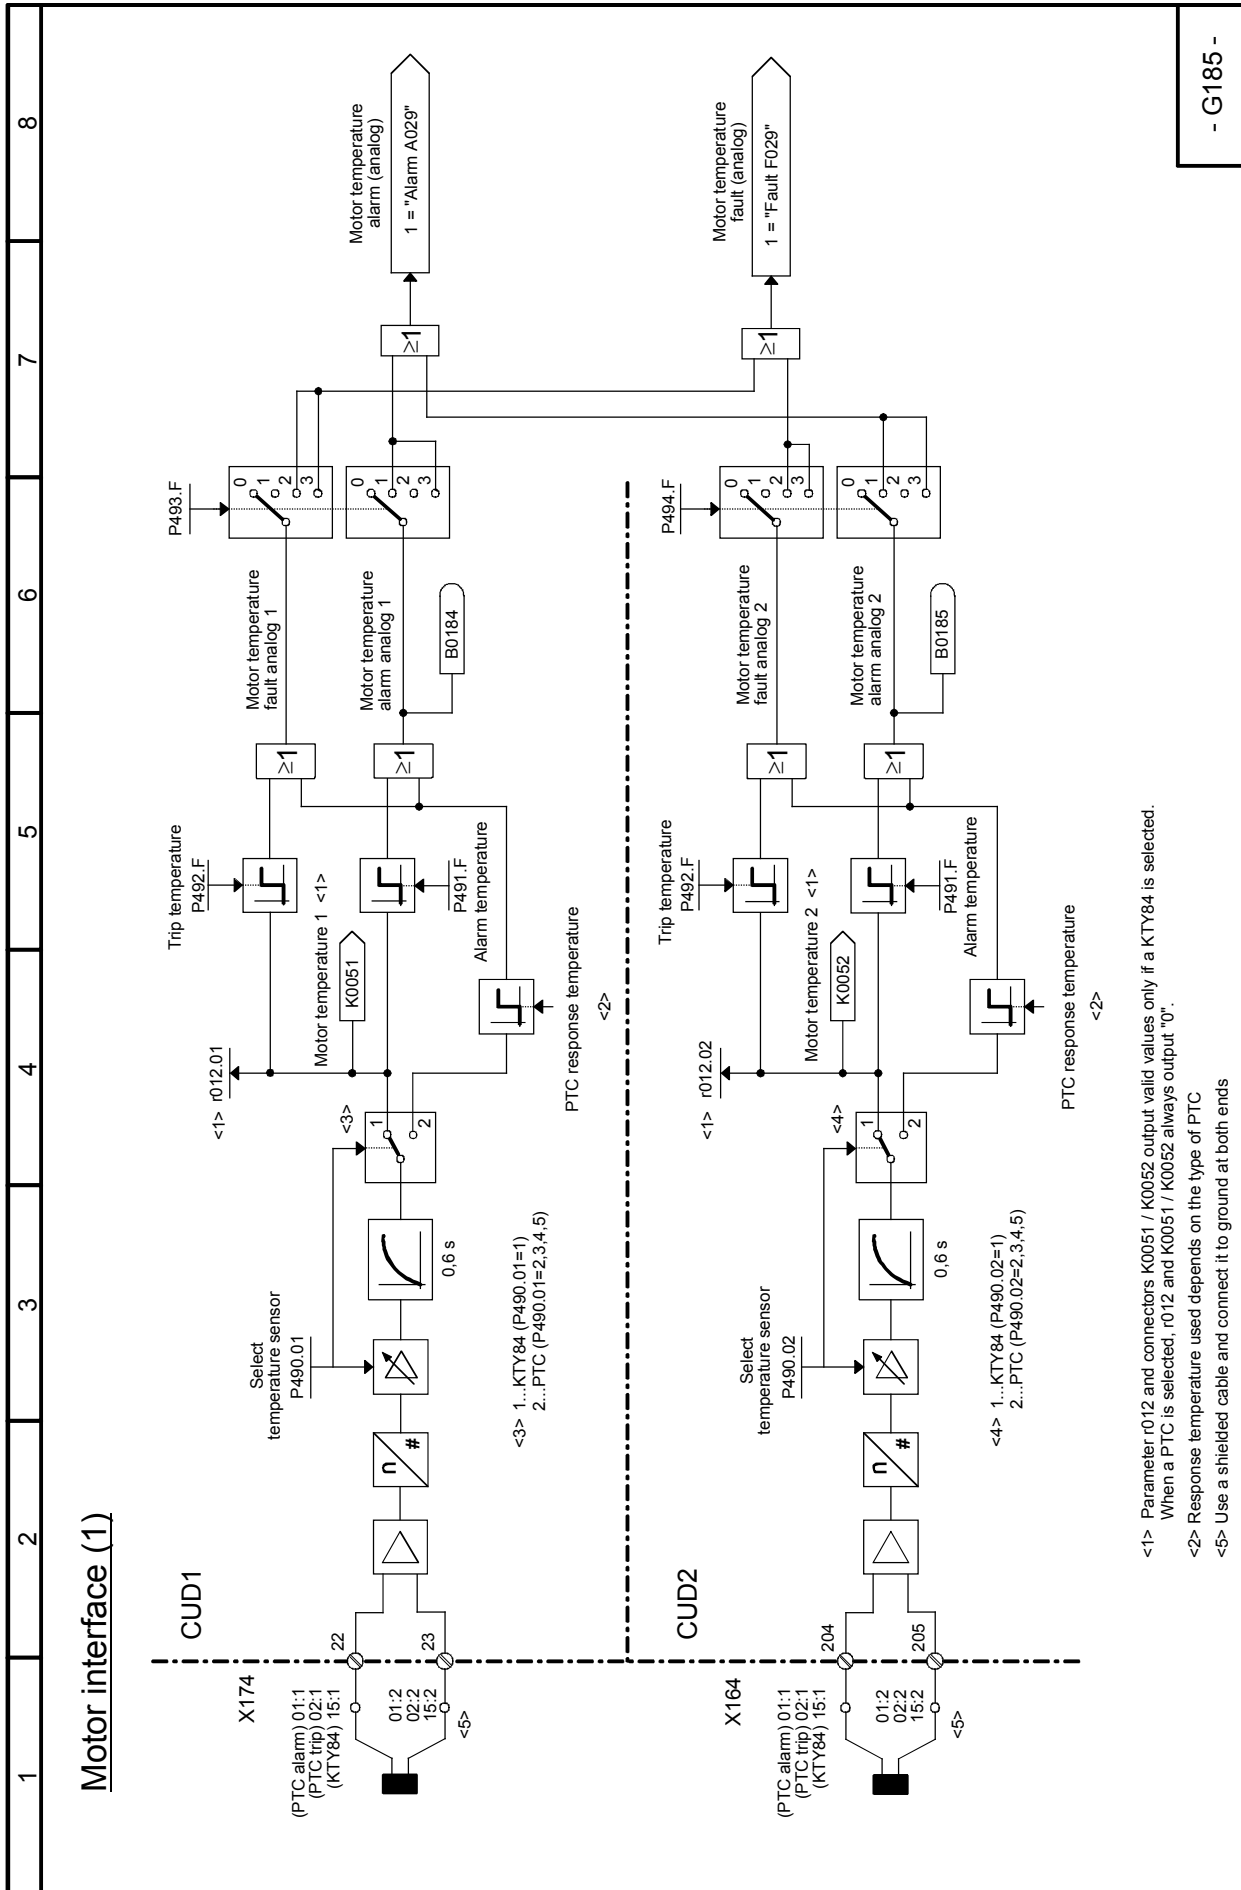 1
2
3
4
5
6
7
8
Motor interface (1)
CUD1
X174
(PTC alarm) 01:1
(PTC trip) 02:1
(KTY84) 15:1
22
01:2
02:2
15:2
23
<5>
Select
temperature sensor
P490.01
#
0,6 s
<3> 1...KTY84 (P490.01=1)
2...PTC (P490.01=2,3,4,5)
<3>
1
2
<1> r012.01
Motor temperature 1 <1>
K0051
Trip temperature
P492.F
P491.F
Alarm temperature
PTC response temperature
<2>
≥1
≥1
Motor temperature
fault analog 1
Motor temperature
alarm analog 1
B0184
P493.F
0
1
2
3
0
1
2
3
≥1
Motor temperature
alarm (analog)
1 = "Alarm A029"
CUD2
X164
(PTC alarm) 01:1
(PTC trip) 02:1
(KTY84) 15:1
204
01:2
02:2
15:2
205
<5>
Select
temperature sensor
P490.02
#
0,6 s
<4> 1...KTY84 (P490.02=1)
2...PTC (P490.02=2,3,4,5)
<4>
1
2
<1> r012.02
Motor temperature 2 <1>
K0052
Trip temperature
P492.F
P491.F
Alarm temperature
PTC response temperature
<2>
≥1
≥1
Motor temperature
fault analog 2
Motor temperature
alarm analog 2
B0185
P494.F
0
1
2
3
0
1
2
3
≥1
Motor temperature
fault (analog)
1 = "Fault F029"
<1> Parameter r012 and connectors K0051 / K0052 output valid values only if a KTY84 is selected.
When a PTC is selected, r012 and K0051 / K0052 always output "0".
<2> Response temperature used depends on the type of PTC
<5> Use a shielded cable and connect it to ground at both ends
- G185 -